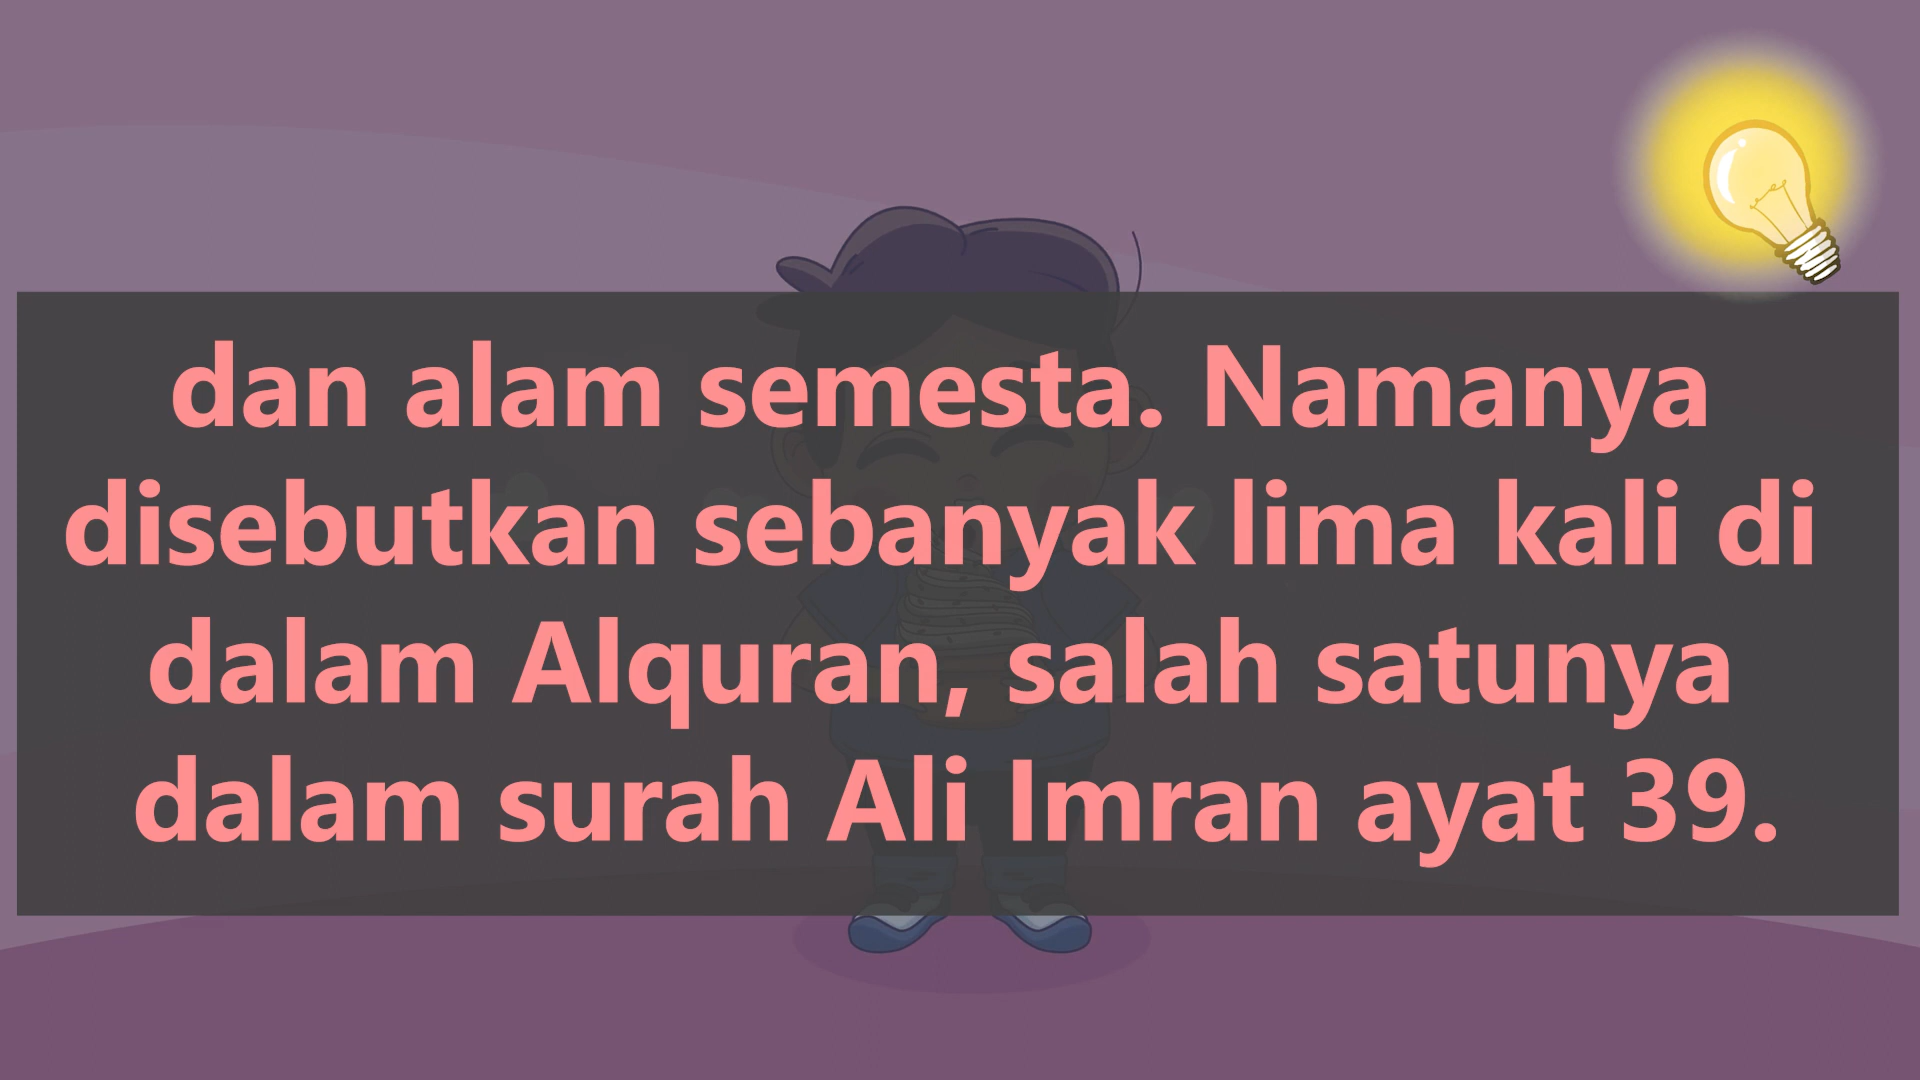 dan alam semesta. Namanya
disebutkan sebanyak lima kali di
dalam Alquran, salah satunya
dalam surah Ali Imran ayat 39.